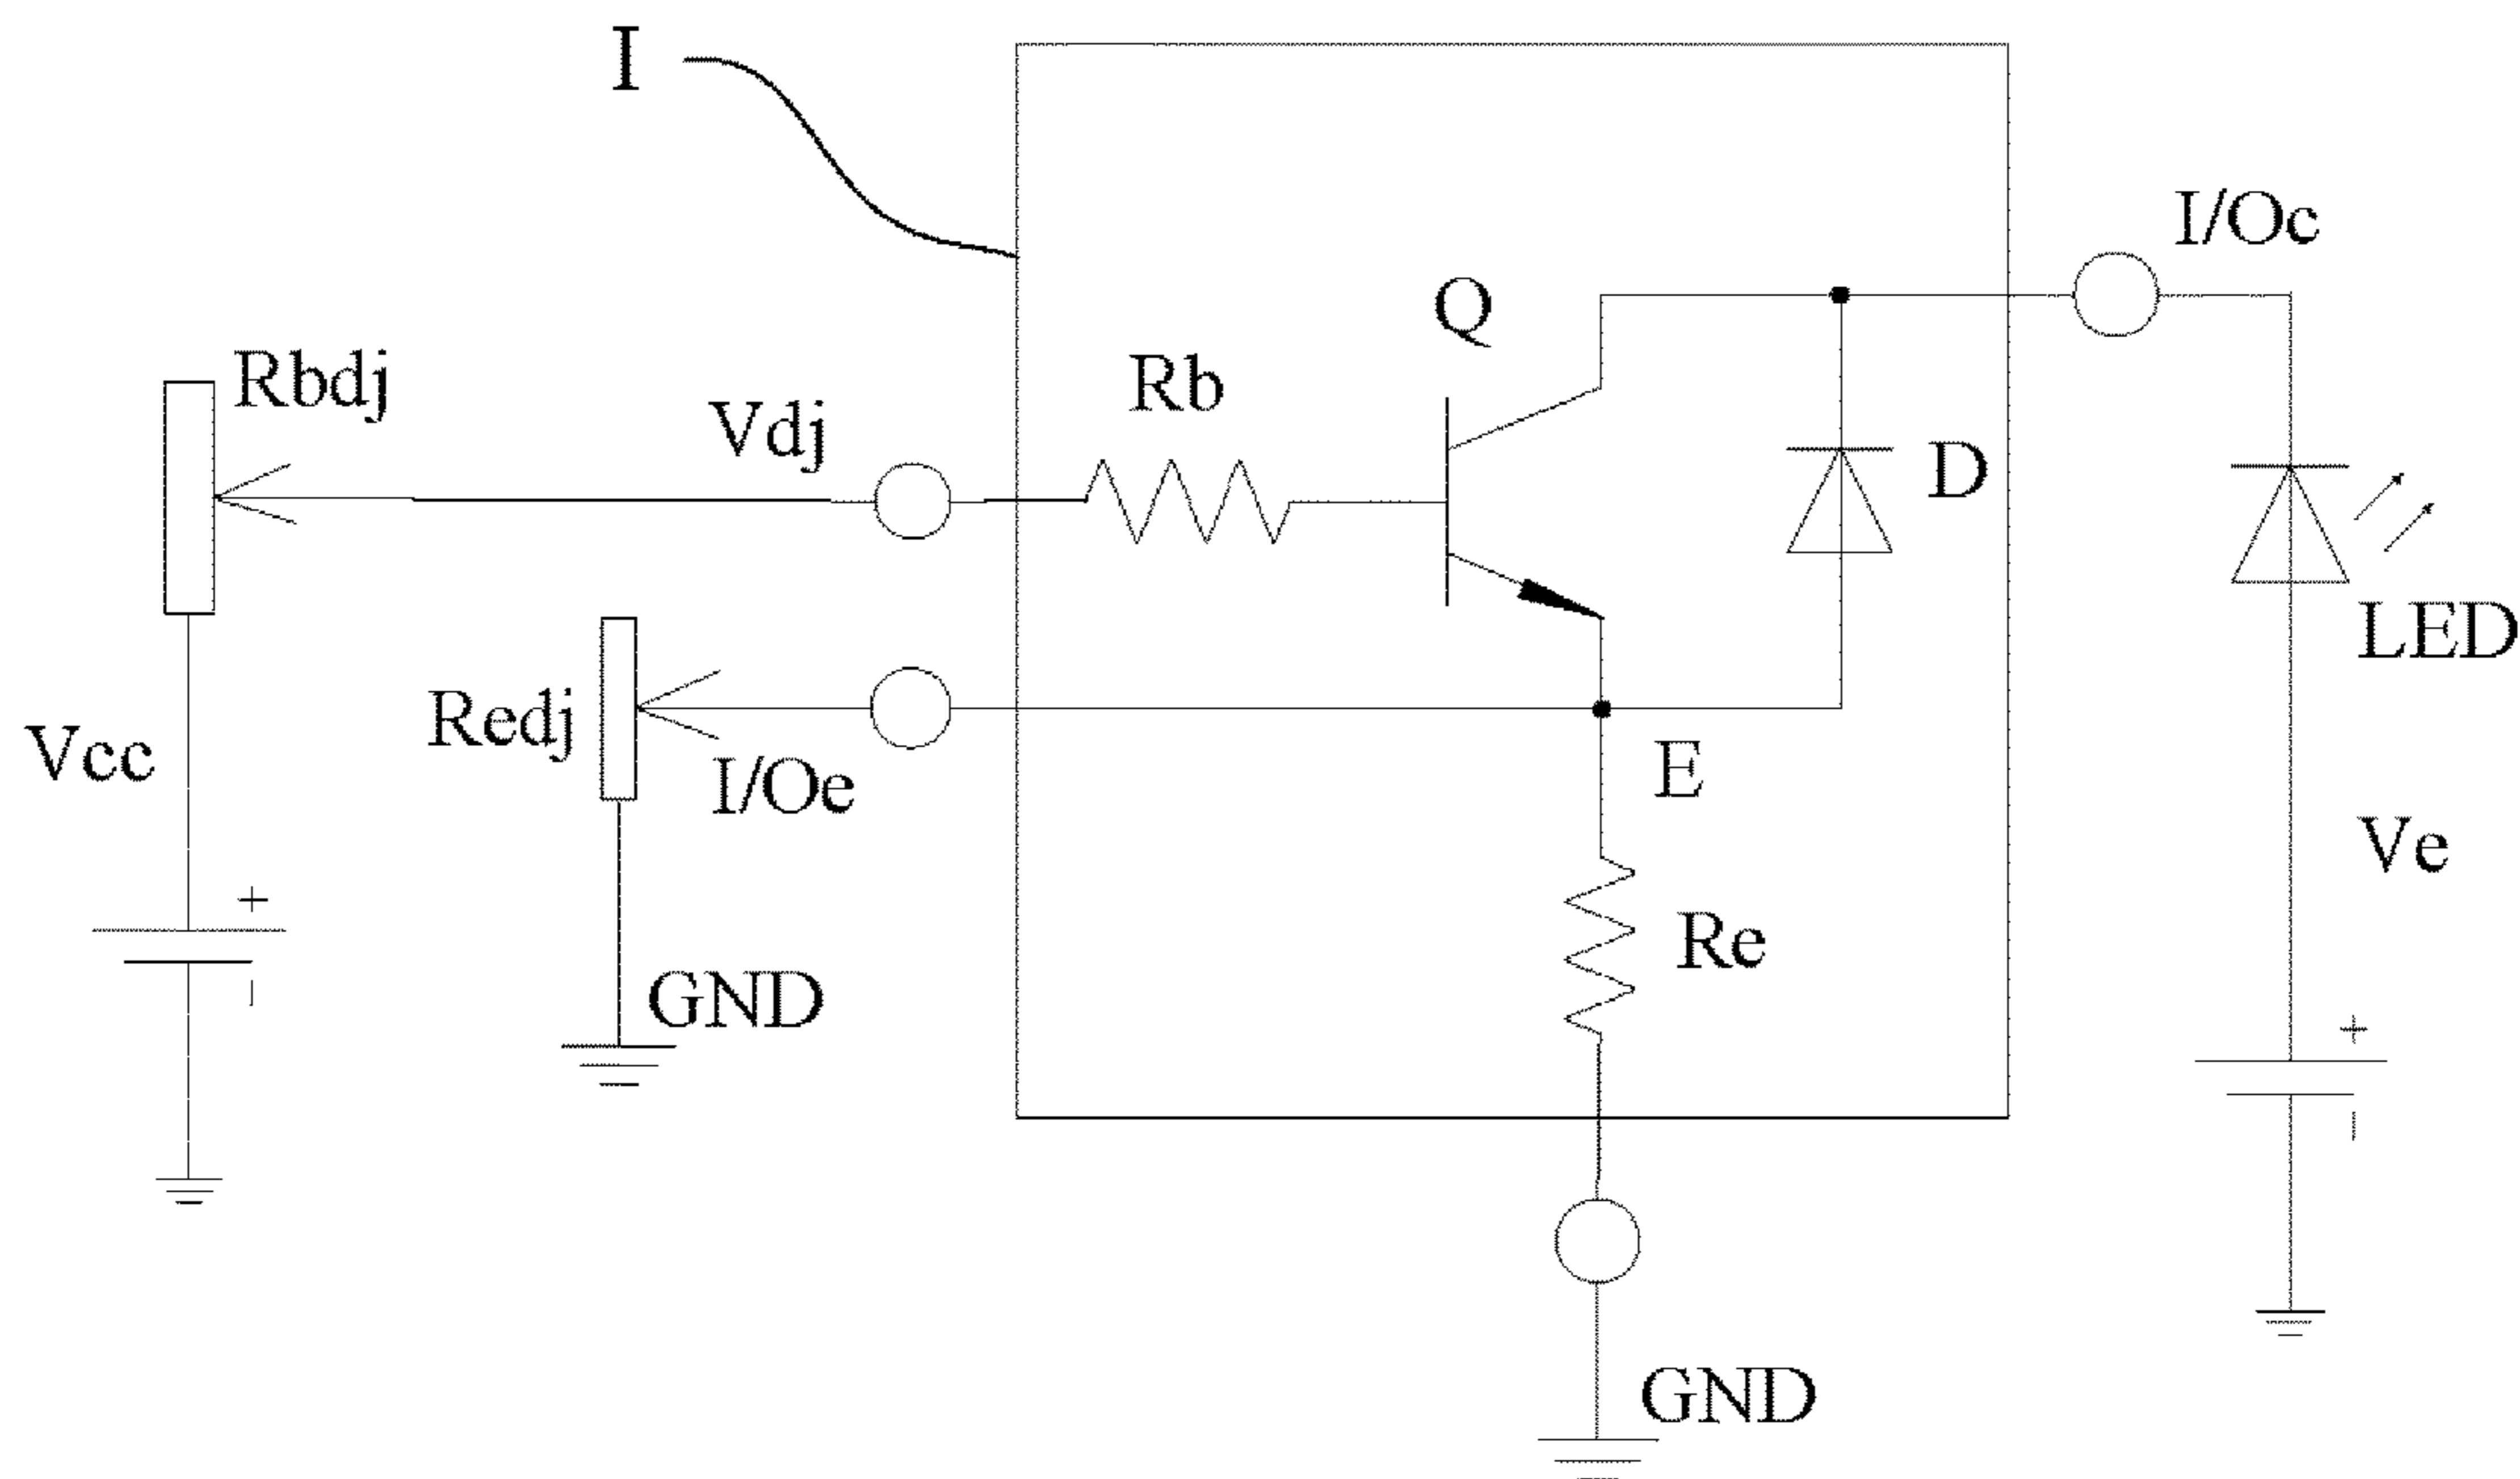 I
I/Oc
Q
Rbdj
Rb
Vdj
D
LED
Redj
Vcc
I/Oe
E
Ve
+
Re
GND
+
-
-
GND